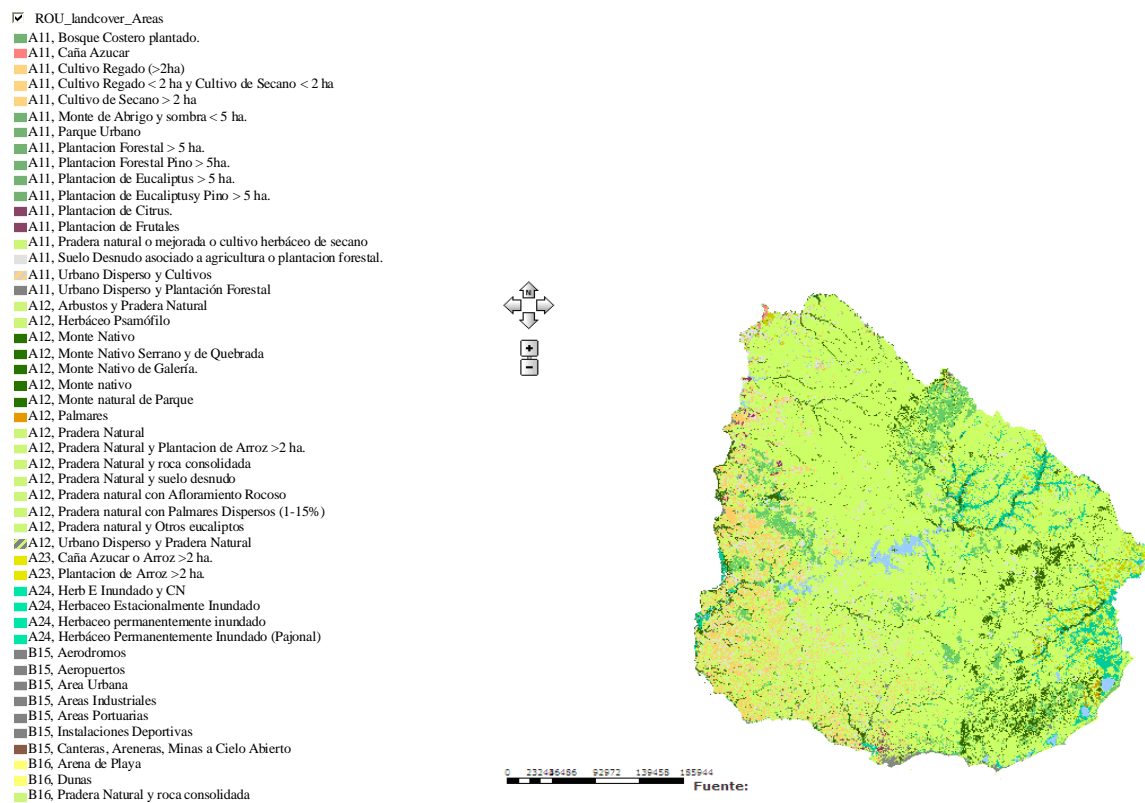 ROU_landcover_Areas
A11, Bosque Costero plantado.
A11, Caña Azucar
A11, Cultivo Regado (>2ha)
A11, Cultivo Regado < 2 ha y Cultivo de Secano < 2 ha
A11, Cultivo de Secano > 2 ha
A11, Monte de Abrigo y sombra < 5 ha.
A11, Parque Urbano
A11, Plantacion Forestal > 5 ha.
A11, Plantacion Forestal Pino > 5ha.
A11, Plantacion de Eucaliptus > 5 ha.
A11, Plantacion de Eucaliptusy Pino > 5 ha.
A11, Plantacion de Citrus.
A11, Plantacion de Frutales
A11, Pradera natural o mejorada o cultivo herbáceo de secano
A11, Suelo Desnudo asociado a agricultura o plantacion forestal.
A11, Urbano Disperso y Cultivos
A11, Urbano Disperso y Plantación Forestal
A12, Arbustos y Pradera Natural
A12, Herbáceo Psamófilo
A12, Monte Nativo
A12, Monte Nativo Serrano y de Quebrada
A12, Monte Nativo de Galería.
A12, Monte nativo
A12, Monte natural de Parque
A12, Palmares
A12, Pradera Natural
A12, Pradera Natural y Plantacion de Arroz >2 ha.
A12, Pradera Natural y roca consolidada
A12, Pradera Natural y suelo desnudo
A12, Pradera natural con Afloramiento Rocoso
A12, Pradera natural con Palmares Dispersos (1-15%)
A12, Pradera natural y Otros eucaliptos
A12, Urbano Disperso y Pradera Natural
A23, Caña Azucar o Arroz >2 ha.
A23, Plantacion de Arroz >2 ha.
A24, Herb E Inundado y CN
A24, Herbaceo Estacionalmente Inundado
A24, Herbaceo permanentemente inundado
A24, Herbáceo Permanentemente Inundado (Pajonal)
B15, Aerodromos
B15, Aeropuertos
B15, Area Urbana
B15, Areas Industriales
B15, Areas Portuarias
B15, Instalaciones Deportivas
B15, Canteras, Areneras, Minas a Cielo Abierto
B16, Arena de Playa
B16, Dunas
B16, Pradera Natural y roca consolidada
N
0 92972 139458 185944
Fuente: